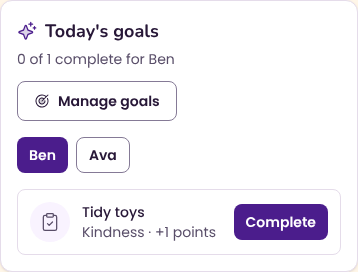 Today's goals
0 of 1 complete for Ben
Manage goals
Ben
Ava
Tidy toys
Kindness · +1 points
Complete